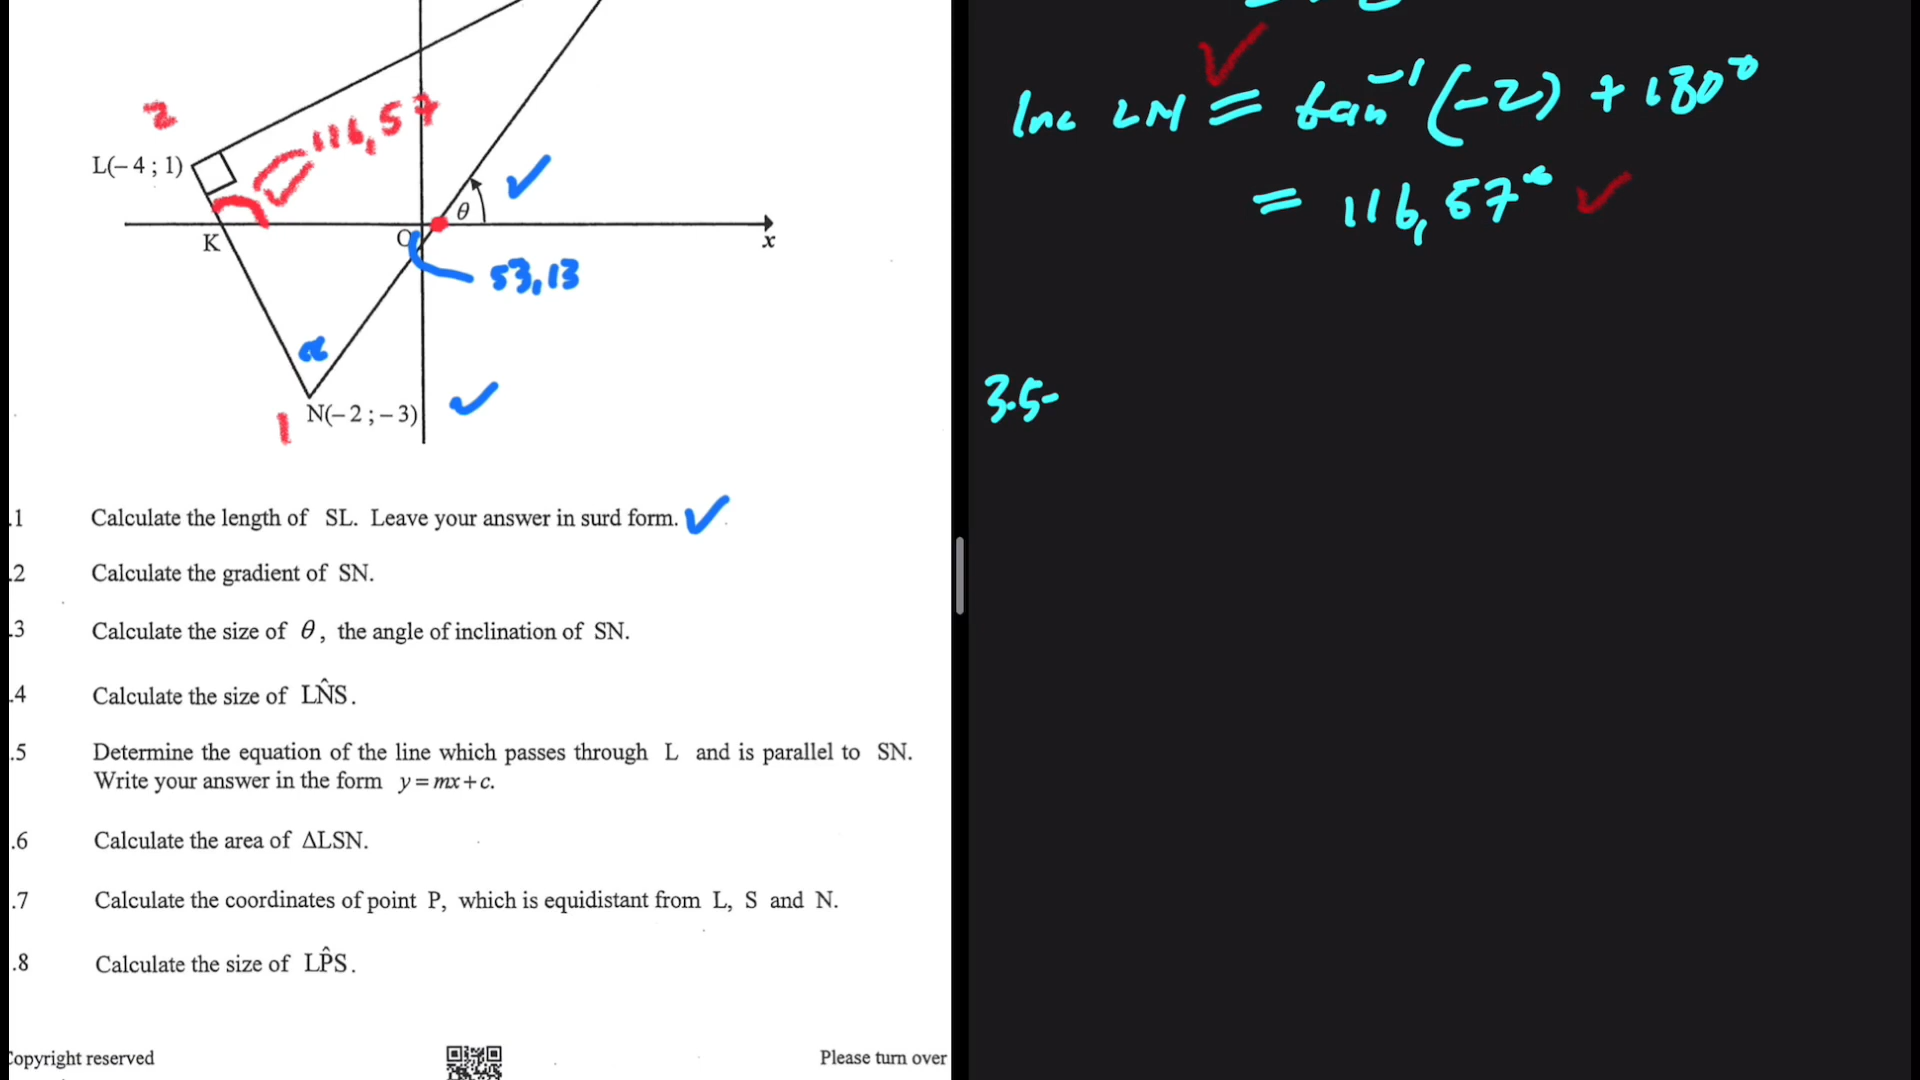 2
116,57
L(– 4 ; 1)
θ
K
O
x
53,13
α
N(– 2 ; – 3)
1
.1 Calculate the length of SL. Leave your answer in surd form.
.2 Calculate the gradient of SN.
.3 Calculate the size of θ, the angle of inclination of SN.
.4 Calculate the size of LN̂S.
.5 Determine the equation of the line which passes through L and is parallel to SN.
Write your answer in the form y = mx + c.
.6 Calculate the area of ΔLSN.
.7 Calculate the coordinates of point P, which is equidistant from L, S and N.
.8 Calculate the size of LP̂S.
Copyright reserved
Please turn over
Inc LN = tan⁻¹(-2) + 180°
= 116,57°
3.5-